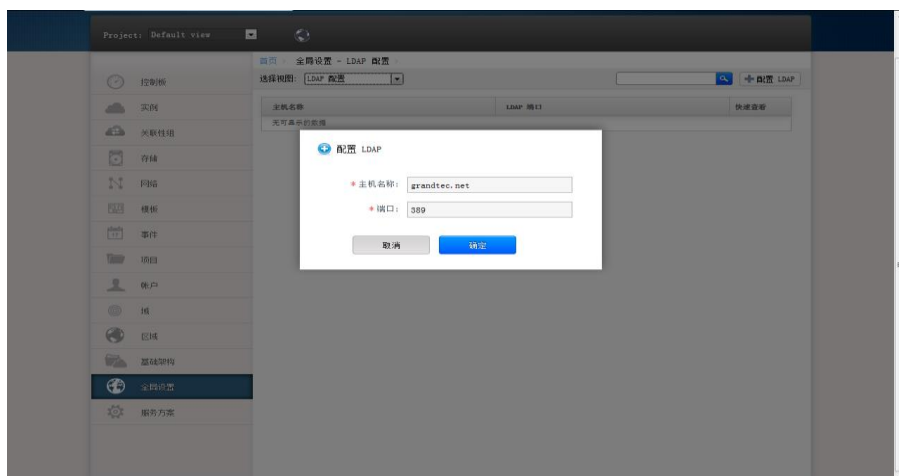 Project: Default view
首页 全局设置 - LDAP 配置
选择视图: LDAP 配置
配置 LDAP
主机名称
LDAP 端口
快速查看
无可显示的数据
控制板
实例
关联性组
存储
网络
模板
事件
项目
帐户
域
区域
基础架构
全局设置
服务方案
配置 LDAP
* 主机名称: grandtec.net
* 端口: 389
取消
确定